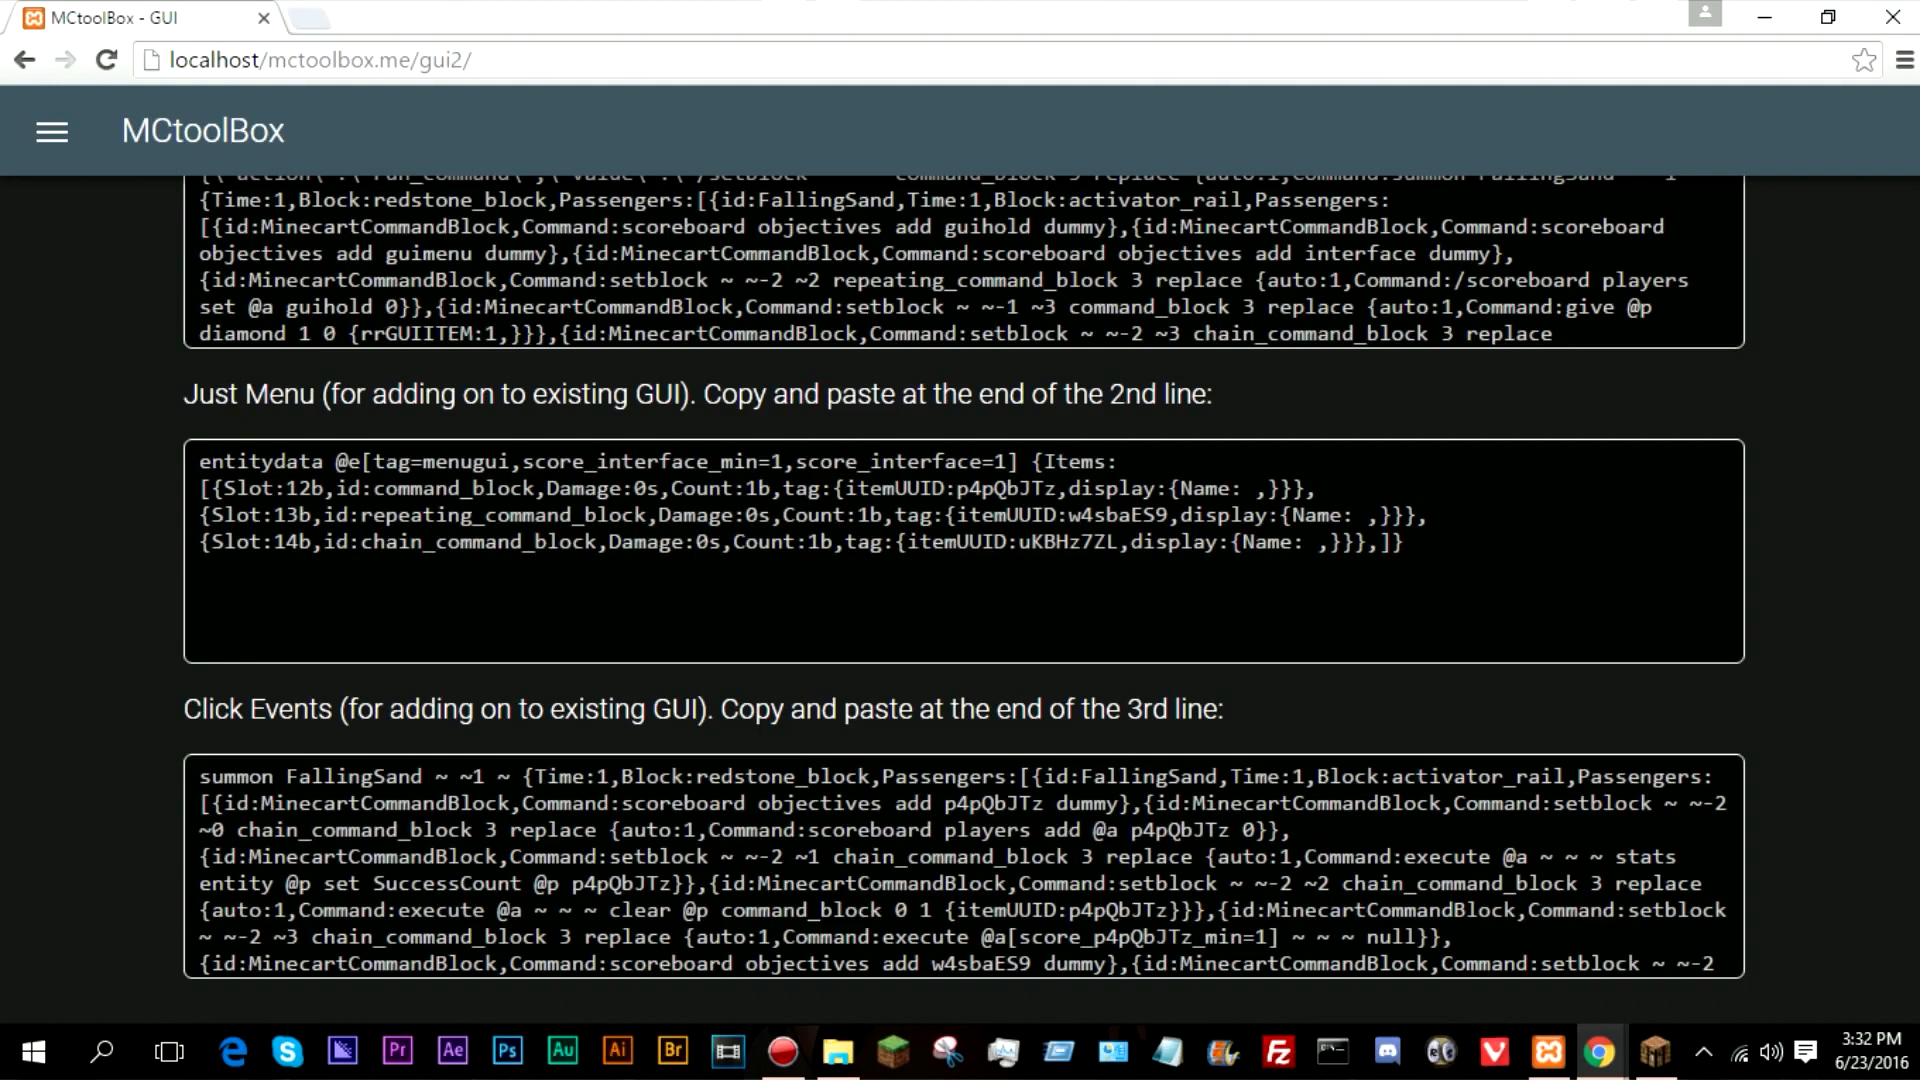 MCtoolBox - GUI
localhost/mctoolbox.me/gui2/
MCtoolBox
{Time:1,Block:redstone_block,Passengers:[{id:FallingSand,Time:1,Block:activator_rail,Passengers:
[{id:MinecartCommandBlock,Command:scoreboard objectives add guihold dummy},{id:MinecartCommandBlock,Command:scoreboard
objectives add guimenu dummy},{id:MinecartCommandBlock,Command:scoreboard objectives add interface dummy},
{id:MinecartCommandBlock,Command:setblock ~ ~-2 ~2 repeating_command_block 3 replace {auto:1,Command:/scoreboard players
set @a guihold 0}},{id:MinecartCommandBlock,Command:setblock ~ ~-1 ~3 command_block 3 replace {auto:1,Command:give @p
diamond 1 0 {rrGUIITEM:1,}}},{id:MinecartCommandBlock,Command:setblock ~ ~-2 ~3 chain_command_block 3 replace
Just Menu (for adding on to existing GUI). Copy and paste at the end of the 2nd line:
entitydata @e[tag=menugui,score_interface_min=1,score_interface=1] {Items:
[{Slot:12b,id:command_block,Damage:0s,Count:1b,tag:{itemUUID:p4pQbJTz,display:{Name: ,}}},
{Slot:13b,id:repeating_command_block,Damage:0s,Count:1b,tag:{itemUUID:w4sbaES9,display:{Name: ,}}},
{Slot:14b,id:chain_command_block,Damage:0s,Count:1b,tag:{itemUUID:uKBHz7ZL,display:{Name: ,}}},]}
Click Events (for adding on to existing GUI). Copy and paste at the end of the 3rd line:
summon FallingSand ~ ~1 ~ {Time:1,Block:redstone_block,Passengers:[{id:FallingSand,Time:1,Block:activator_rail,Passengers:
[{id:MinecartCommandBlock,Command:scoreboard objectives add p4pQbJTz dummy},{id:MinecartCommandBlock,Command:setblock ~ ~-2
~0 chain_command_block 3 replace {auto:1,Command:scoreboard players add @a p4pQbJTz 0}},
{id:MinecartCommandBlock,Command:setblock ~ ~-2 ~1 chain_command_block 3 replace {auto:1,Command:execute @a ~ ~ ~ stats
entity @p set SuccessCount @p p4pQbJTz}},{id:MinecartCommandBlock,Command:setblock ~ ~-2 ~2 chain_command_block 3 replace
{auto:1,Command:execute @a ~ ~ ~ clear @p command_block 0 1 {itemUUID:p4pQbJTz}}},{id:MinecartCommandBlock,Command:setblock
~ ~-2 ~3 chain_command_block 3 replace {auto:1,Command:execute @a[score_p4pQbJTz_min=1] ~ ~ ~ null}},
{id:MinecartCommandBlock,Command:scoreboard objectives add w4sbaES9 dummy},{id:MinecartCommandBlock,Command:setblock ~ ~-2
Pr Ae Ps Au Ai Br
3:32 PM
6/23/2016